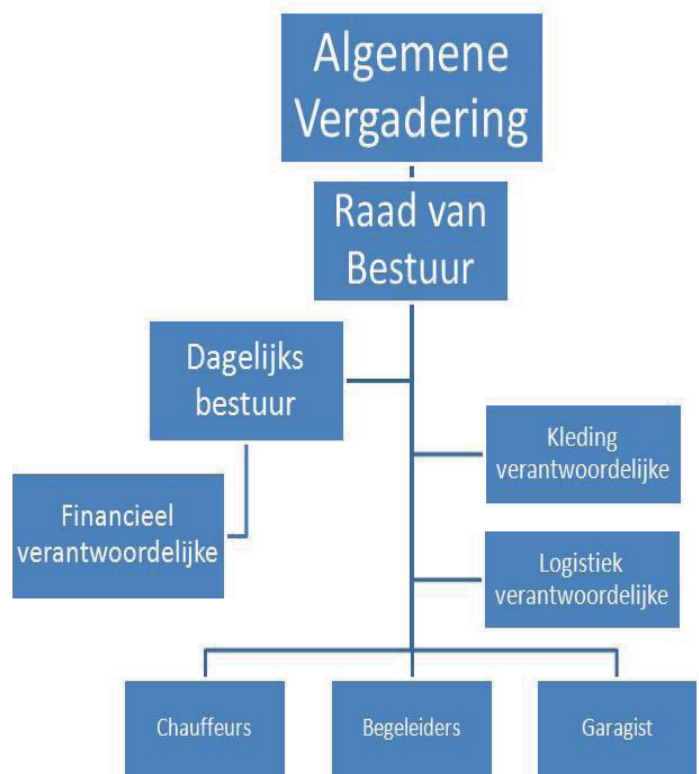 Algemene
Vergadering
Raad van
Bestuur
Dagelijks
bestuur
Kleding
verantwoordelijke
Financieel
verantwoordelijke
Logistiek
verantwoordelijke
Chauffeurs
Begeleiders
Garagist